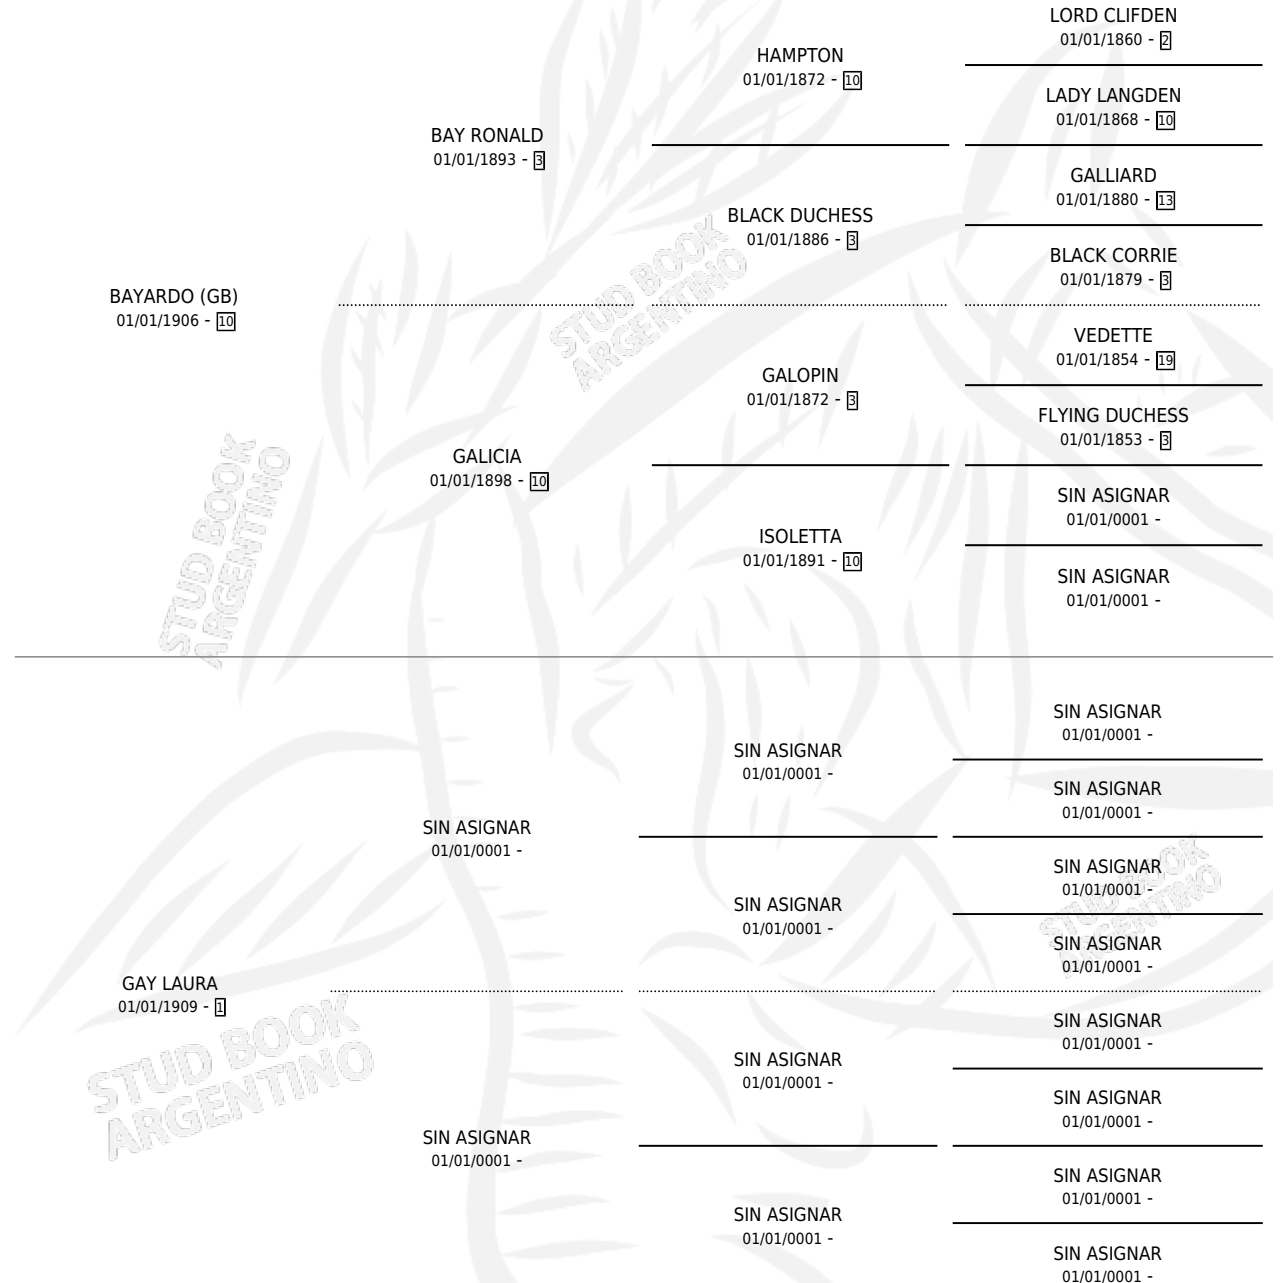 LORD CLIFDEN
01/01/1860 - 2
HAMPTON
01/01/1872 - 10
LADY LANGDEN
01/01/1868 - 10
BAY RONALD
01/01/1893 - 3
GALLIARD
01/01/1880 - 13
BLACK DUCHESS
01/01/1886 - 3
BLACK CORRIE
01/01/1879 - 3
BAYARDO (GB)
01/01/1906 - 10
VEDETTE
01/01/1854 - 19
GALOPIN
01/01/1872 - 3
FLYING DUCHESS
01/01/1853 - 3
GALICIA
01/01/1898 - 10
SIN ASIGNAR
01/01/0001 -
ISOLETTA
01/01/1891 - 10
SIN ASIGNAR
01/01/0001 -
STUD BOOK
ARGENTINO
STUD BOOK
ARGENTINO
SIN ASIGNAR
01/01/0001 -
SIN ASIGNAR
01/01/0001 -
SIN ASIGNAR
01/01/0001 -
SIN ASIGNAR
01/01/0001 -
SIN ASIGNAR
01/01/0001 -
SIN ASIGNAR
01/01/0001 -
SIN ASIGNAR
01/01/0001 -
GAY LAURA
01/01/1909 - 1
SIN ASIGNAR
01/01/0001 -
SIN ASIGNAR
01/01/0001 -
SIN ASIGNAR
01/01/0001 -
SIN ASIGNAR
01/01/0001 -
SIN ASIGNAR
01/01/0001 -
SIN ASIGNAR
01/01/0001 -
SIN ASIGNAR
01/01/0001 -
STUD BOOK
ARGENTINO
STUD BOOK
ARGENTINO